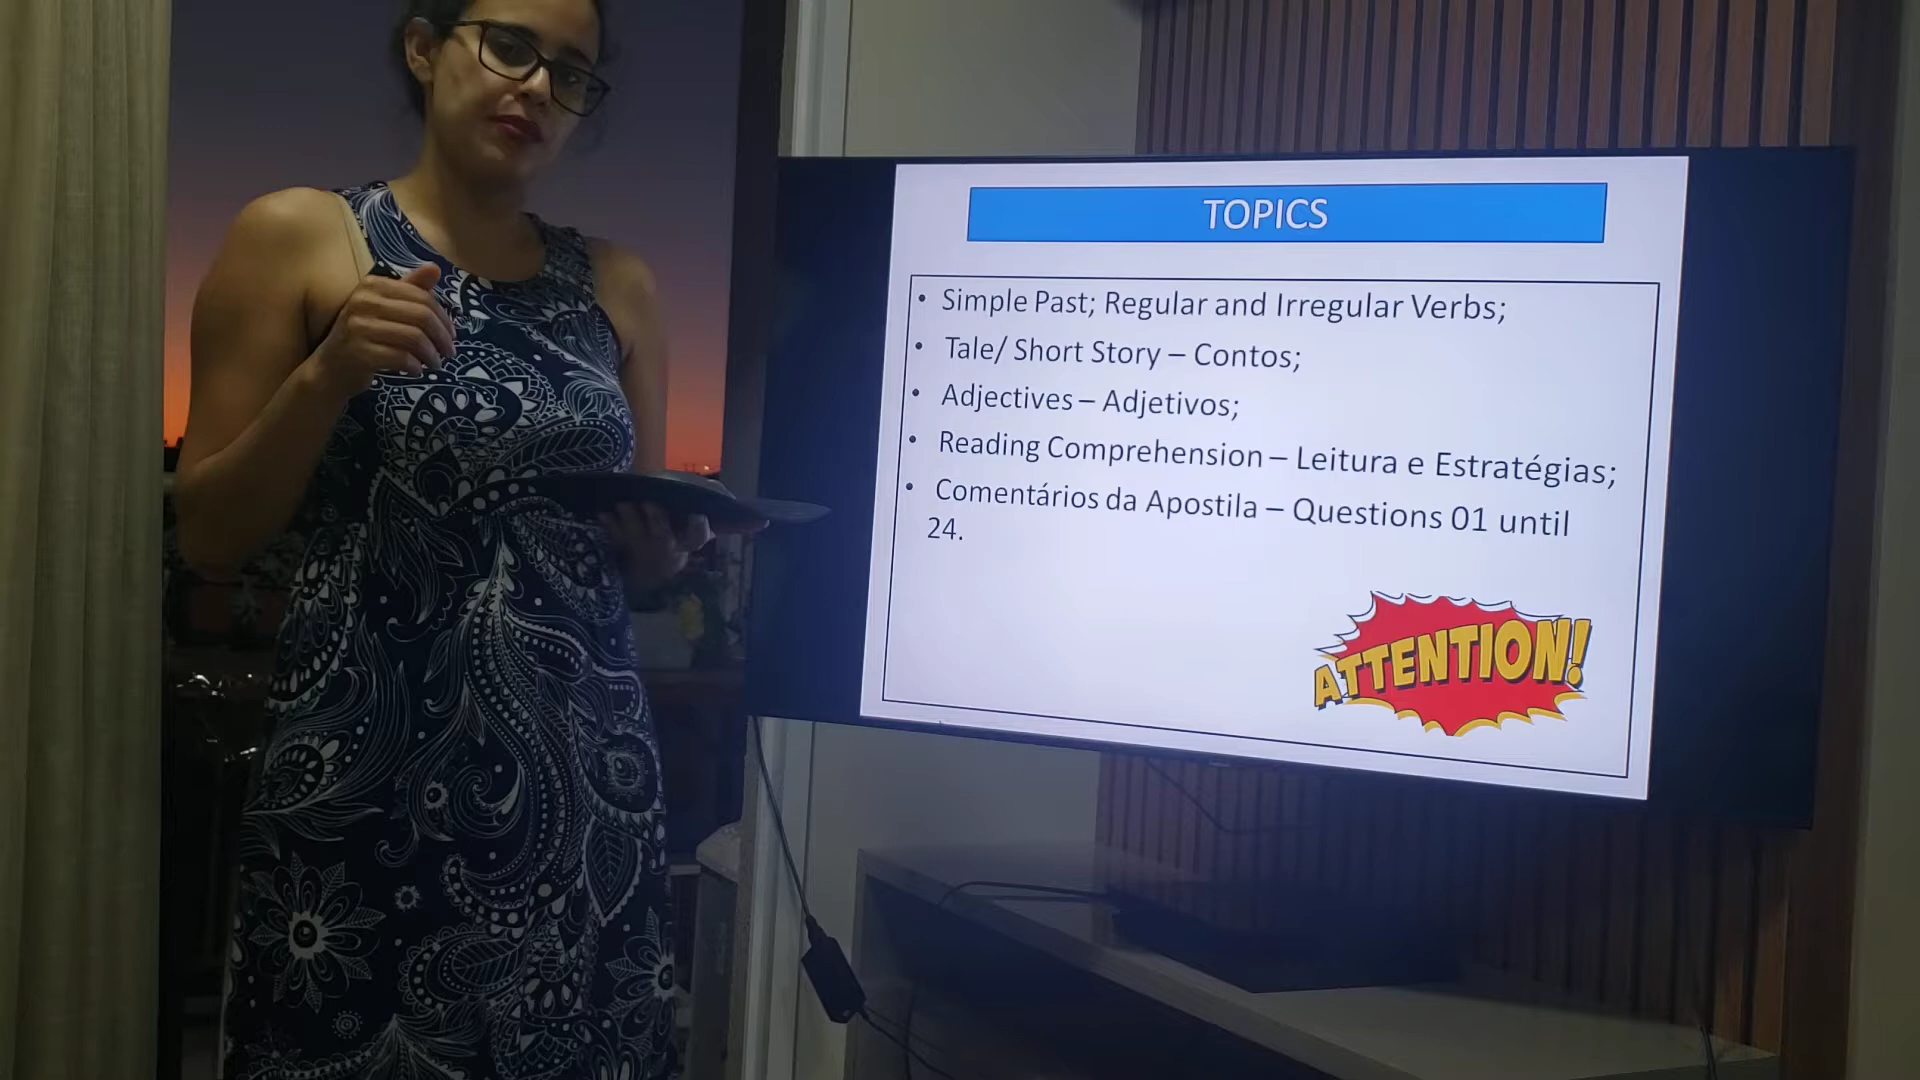 TOPICS
• Simple Past; Regular and Irregular Verbs;
• Tale/ Short Story – Contos;
• Adjectives – Adjetivos;
• Reading Comprehension – Leitura e Estratégias;
• Comentários da Apostila – Questions 01 until
24.
ATTENTION!